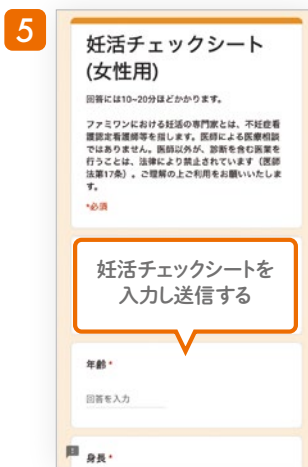 5
妊活チェックシート
(女性用)
回答には10~20分ほどかかります。
ファミワンにおける妊活の専門家とは、不妊症看
護認定看護師等を指します。医師による医療相談
ではありません。医師以外が、診断を含む医業を
行うことは、法律により禁止されています（医師
法第17条）。ご理解の上ご利用をお願いいたしま
す。
*必須
妊活チェックシートを
入力し送信する
年齢 *
回答を入力
身長 *